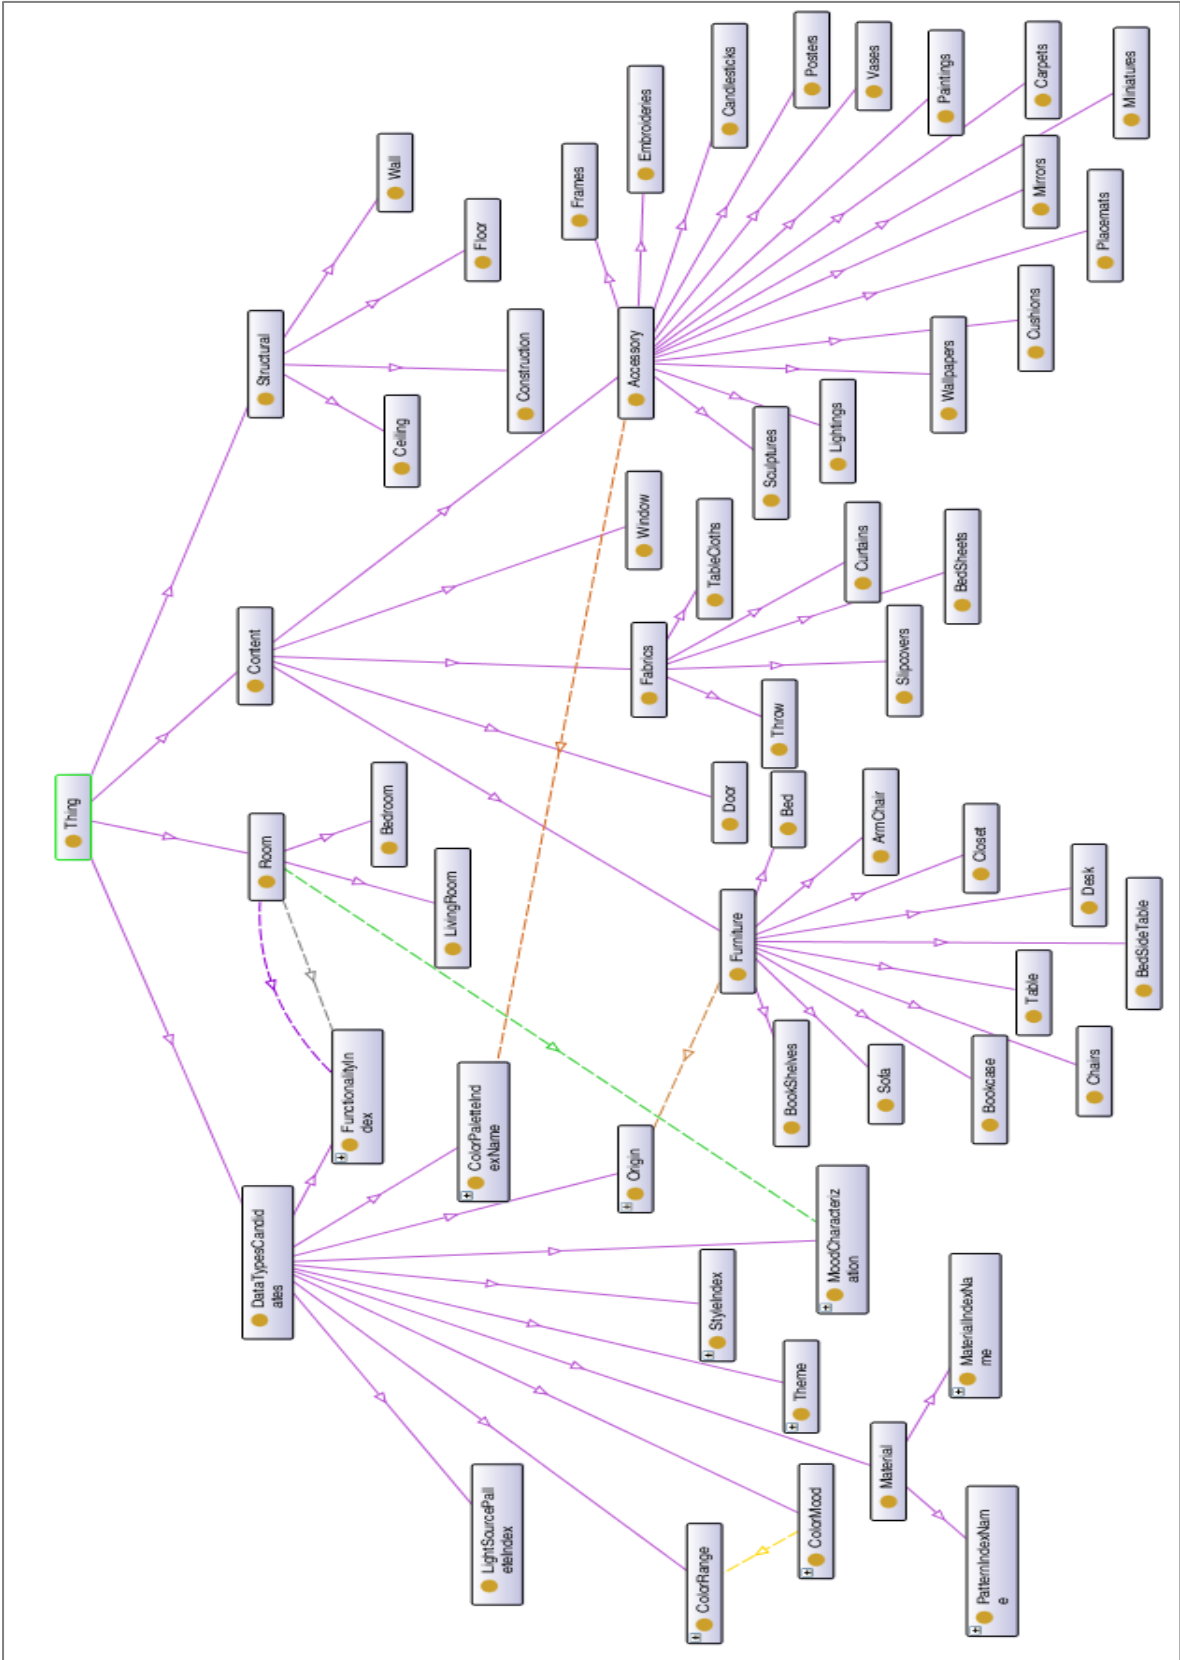 Thing
Structural
Wall
Floor
Construction
Ceiling
Content
Accessory
Frames
Embroideries
Candlesticks
Posters
Vases
Paintings
Carpets
Miniatures
Mirrors
Placemats
Cushions
Wallpapers
Lightings
Sculptures
Window
Fabrics
TableCloths
Curtains
BedSheets
Slipcovers
Throw
Door
Furniture
Bed
ArmChair
Closet
Desk
BedSideTable
Table
Chairs
Bookcase
Sofa
BookShelves
Room
Bedroom
LivingRoom
DataTypesCandid
ates
FunctionalityIn
dex
ColorPaletteInd
exName
Origin
MoodCharacteriz
ation
StyleIndex
Theme
Material
MaterialIndexNa
me
PatternIndexNam
e
ColorMood
ColorRange
LightSourcePall
eteIndex